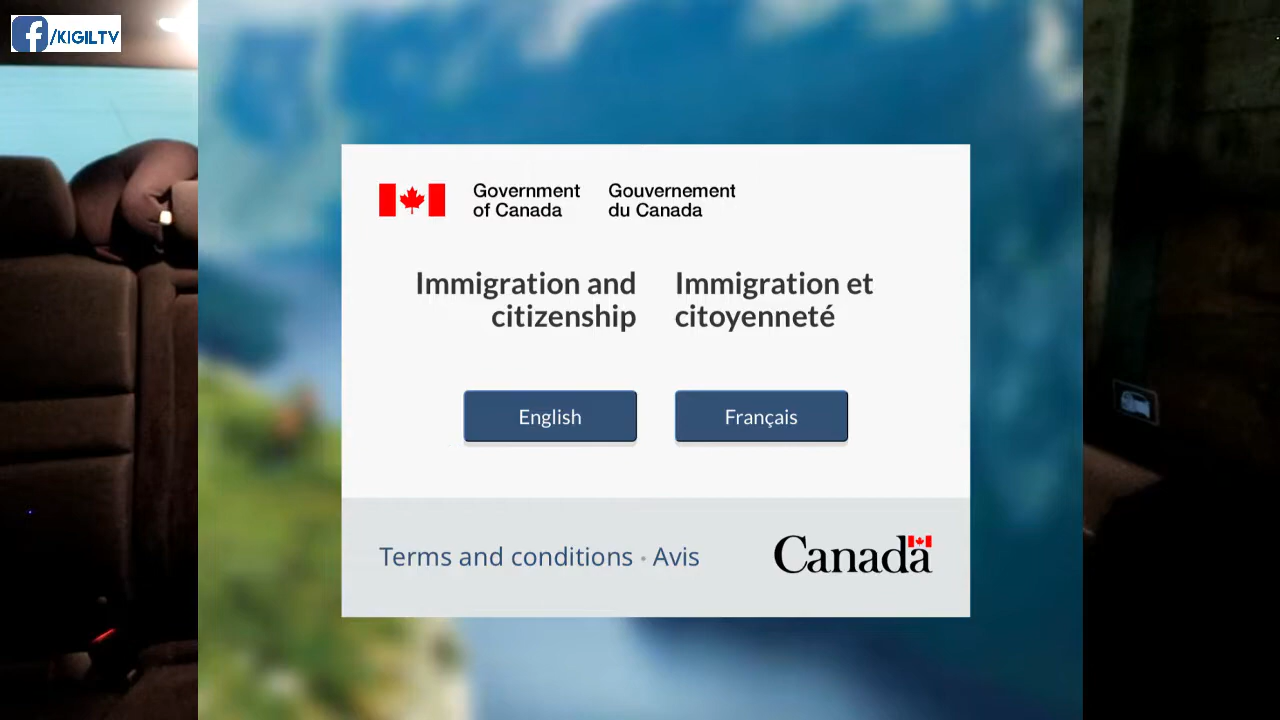 /KIGILTV
Government
of Canada
Gouvernement
du Canada
Immigration and
citizenship
Immigration et
citoyenneté
English
Français
Terms and conditions · Avis
Canada